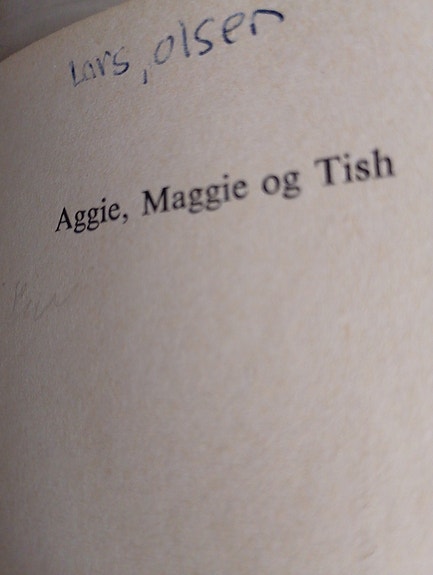 Lars, Olsen
Aggie, Maggie og Tish